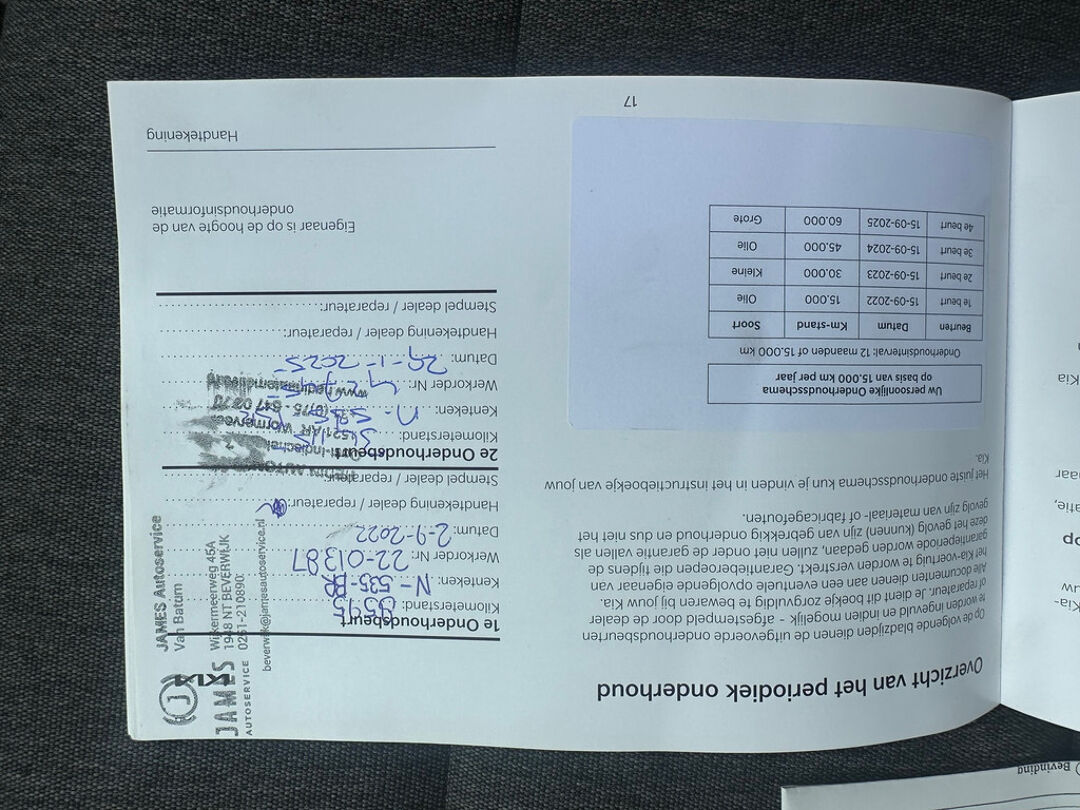 Overzicht van het periodiek onderhoud
Op de volgende bladzijden dienen de uitgevoerde onderhoudsbeurten
te worden ingevuld en indien mogelijk - afgestempeld door de dealer
of reparateur. Je dient dit boekje zorgvuldig te bewaren bij jouw Kia.
Alle documenten dienen aan een eventuele opvolgende eigenaar van
het Kia-voertuig te worden verstrekt. Garantieberoepen die tijdens de
garantieperiode worden gedaan, zullen niet onder de garantie vallen als
deze het gevolg (kunnen) zijn van gebrekkig onderhoud en dus niet het
gevolg zijn van materiaal- of fabricagefouten.
Het juiste onderhoudsschema kun je vinden in het instructieboekje van jouw
Kia.
Uw persoonlijke Onderhoudsschema
op basis van 15.000 km per jaar
Onderhoudsinterval: 12 maanden of 15.000 km
Beurten Datum Km-stand Soort
1e beurt 15-09-2022 15.000 Olie
2e beurt 15-09-2023 30.000 Kleine
3e beurt 15-09-2024 45.000 Olie
4e beurt 15-09-2025 60.000 Grote
17
1e Onderhoudsbeurt
Kilometerstand: 8595
Kenteken: N-535-BR
Werkorder Nr: 22-01387
Datum: 2-9-2022
Handtekening dealer / reparateur:
Stempel dealer / reparateur:
JAMES
AUTOSERVICE
JAMES Autoservice
Van Batum
Wijkermeerweg 45A
1948 NT BEVERWIJK
0251-210890
beverwijk@jamesautoservice.nl
2e Onderhoudsbeurt
Kilometerstand:
Kenteken:
Werkorder Nr:
Datum: 29-1-2025
Handtekening dealer / reparateur:
Stempel dealer / reparateur:
1521 AR Wormerveer
Eigenaar is op de hoogte van de
onderhoudsinformatie
Handtekening
Kia
Bevinding